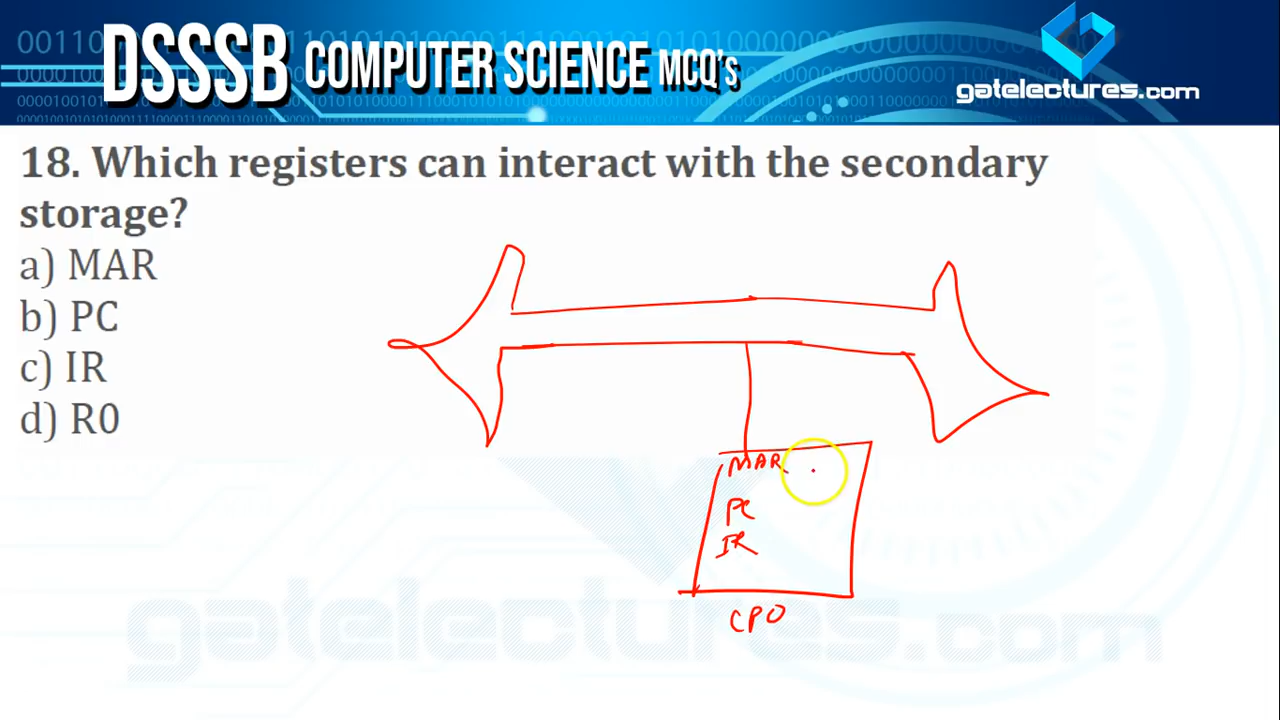 DSSSB COMPUTER SCIENCE MCQ'S
gatelectures.com
18. Which registers can interact with the secondary
storage?
a) MAR
b) PC
c) IR
d) R0
MAR
PC
IR
CPU
gatelectures.com